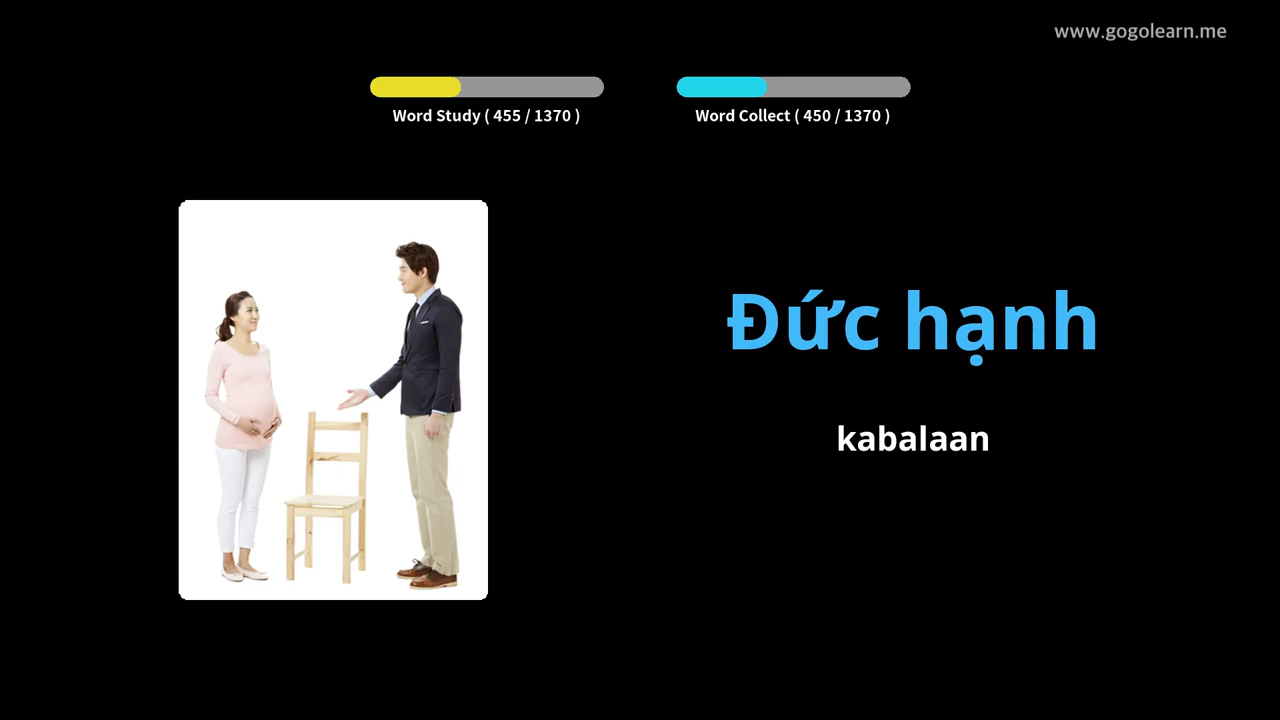 www.gogolearn.me
Word Study ( 455 / 1370 )
Word Collect ( 450 / 1370 )
Đức hạnh
kabalaan